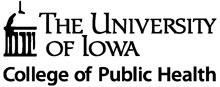 THE UNIVERSITY
OF IOWA
College of Public Health